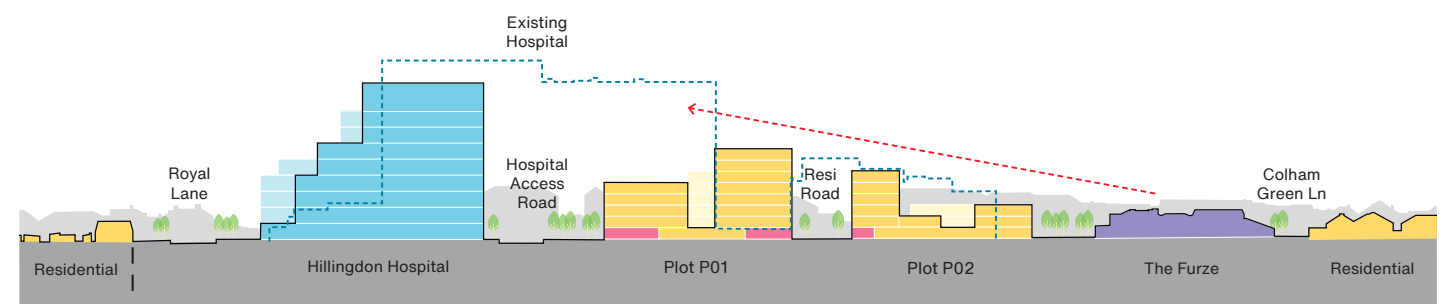 Existing
Hospital
Royal
Lane
Hospital
Access
Road
Resi
Road
Colham
Green Ln
Residential
Hillingdon Hospital
Plot P01
Plot P02
The Furze
Residential